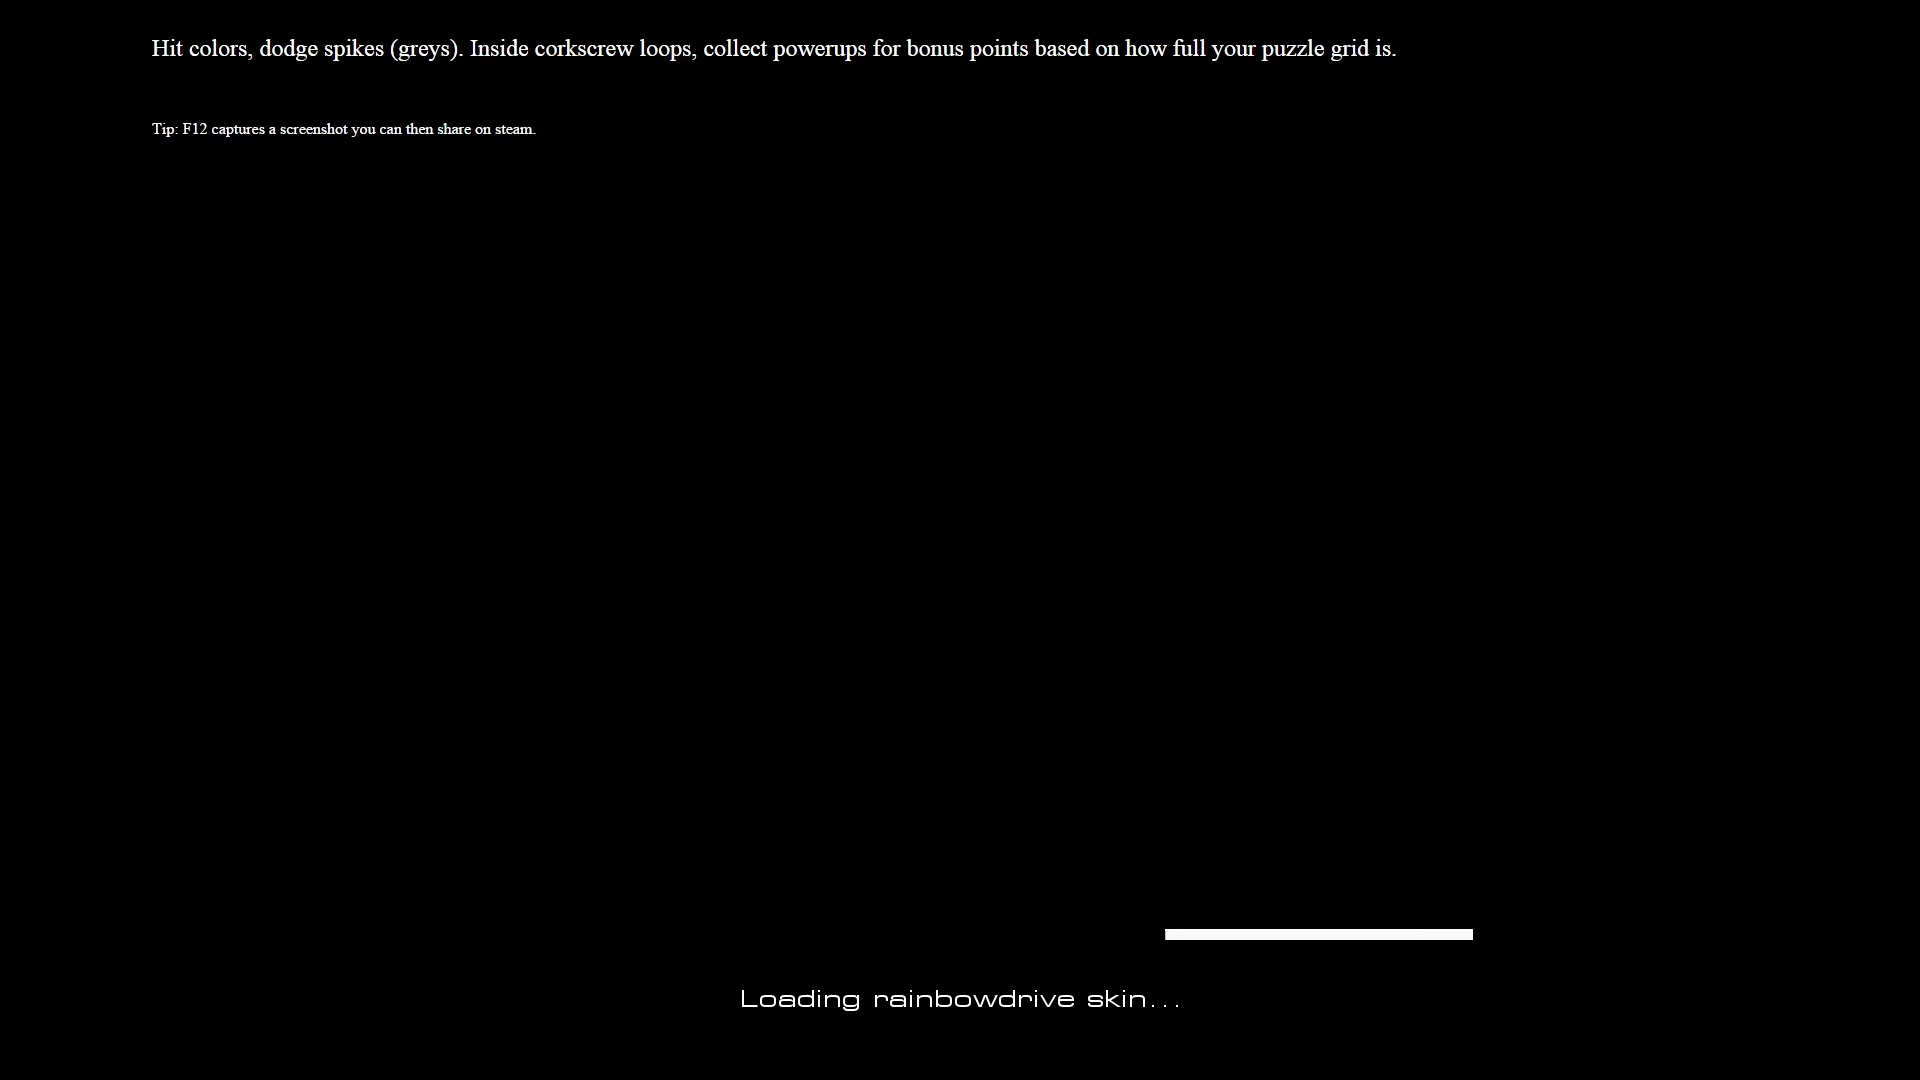 Hit colors, dodge spikes (greys). Inside corkscrew loops, collect powerups for bonus points based on how full your puzzle grid is.
Tip: F12 captures a screenshot you can then share on steam.
Loading rainbowdrive skin...